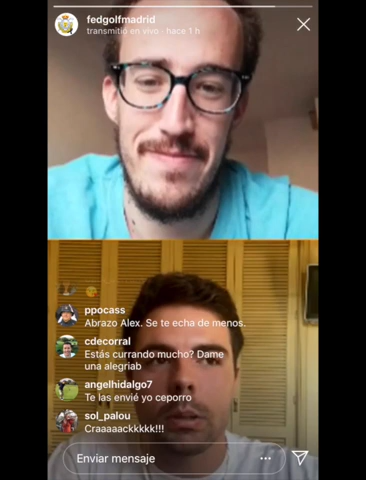 fedgolfmadrid
transmitió en vivo · hace 1 h
ppocass
Abrazo Alex. Se te echa de menos.
cdecorral
Estás currando mucho? Dame
una alegriab
angelhidalgo7
Te las envié yo ceporro
sol_palou
Craaaaackkkkk!!!
Enviar mensaje